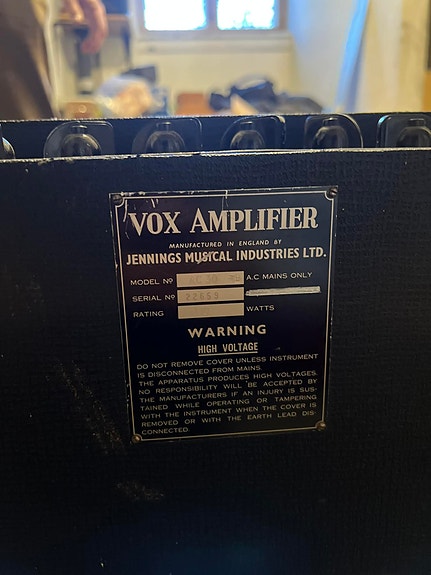 VOX AMPLIFIER
MANUFACTURED IN ENGLAND BY
JENNINGS MUSICAL INDUSTRIES LTD.
MODEL Nº A.C MAINS ONLY
SERIAL Nº 22655
RATING WATTS
WARNING
HIGH VOLTAGE
DO NOT REMOVE COVER UNLESS INSTRUMENT
IS DISCONNECTED FROM MAINS.
THE APPARATUS PRODUCES HIGH VOLTAGES.
NO RESPONSIBILITY WILL BE ACCEPTED BY
THE MANUFACTURERS IF AN INJURY IS SUS-
TAINED WHILE OPERATING OR TAMPERING
WITH THE INSTRUMENT WHEN THE COVER IS
REMOVED OR WITH THE EARTH LEAD DIS-
CONNECTED.